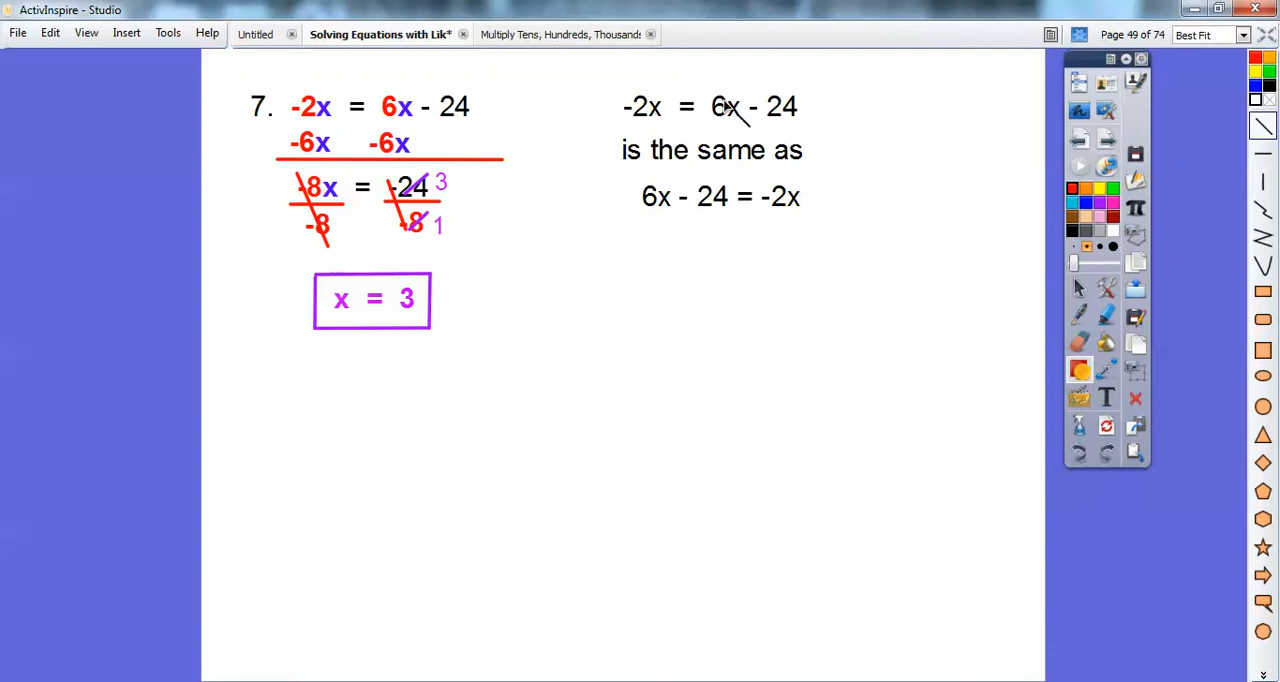 ActivInspire - Studio
File Edit View Insert Tools Help
Untitled Solving Equations with Lik* Multiply Tens, Hundreds, Thousands
Page 49 of 74 Best Fit
7. -2x = 6x - 24
-6x -6x
-8x = -24 3
-8 -8 1
x = 3
-2x = 6x - 24
is the same as
6x - 24 = -2x
T